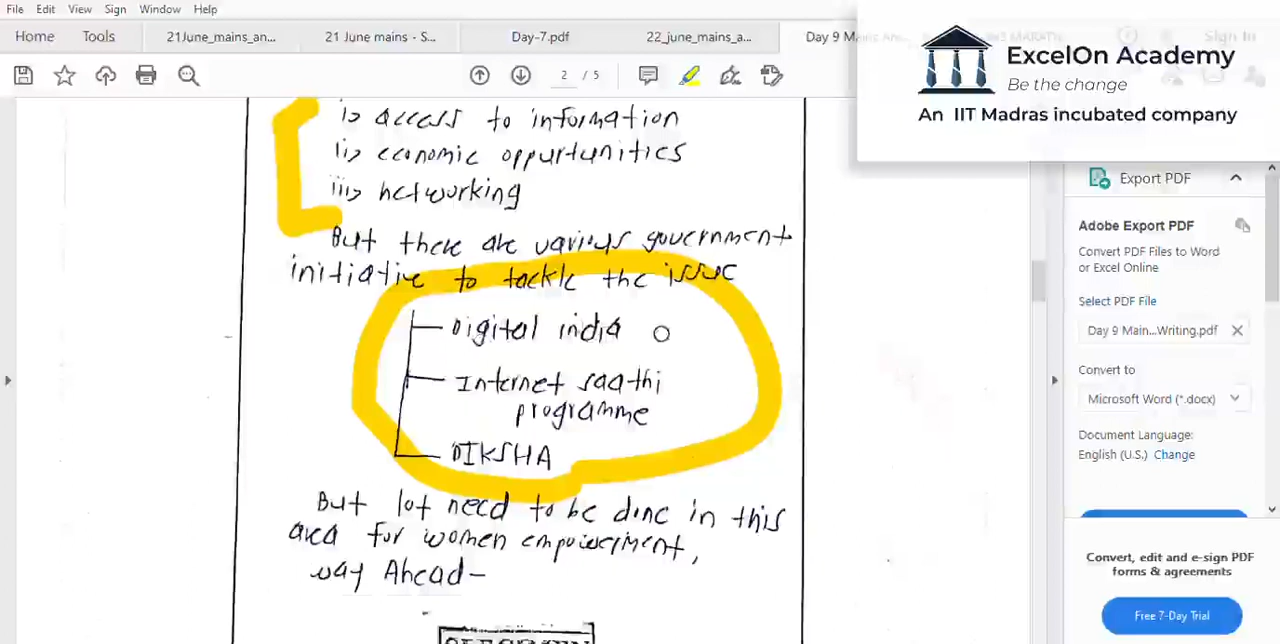 File Edit View Sign Window Help
Home Tools 21June_mains_an... 21 June mains - S... Day-7.pdf 22_june_mains_a... Day 9 Mains An
ExcelOn Academy
Be the change
An IIT Madras incubated company
2 / 5
i> access to information
ii> economic oppurtunitics
iii> networking
But there are various government
initiative to tackle the issue
Digital india
Internet saathi
programme
DIKSHA
But lot need to be done in this
area for women empowerment,
way Ahead-
Export PDF
Adobe Export PDF
Convert PDF Files to Word
or Excel Online
Select PDF File
Day 9 Main...Writing.pdf
Convert to
Microsoft Word (*.docx)
Document Language:
English (U.S.) Change
Convert, edit and e-sign PDF
forms & agreements
Free 7-Day Trial